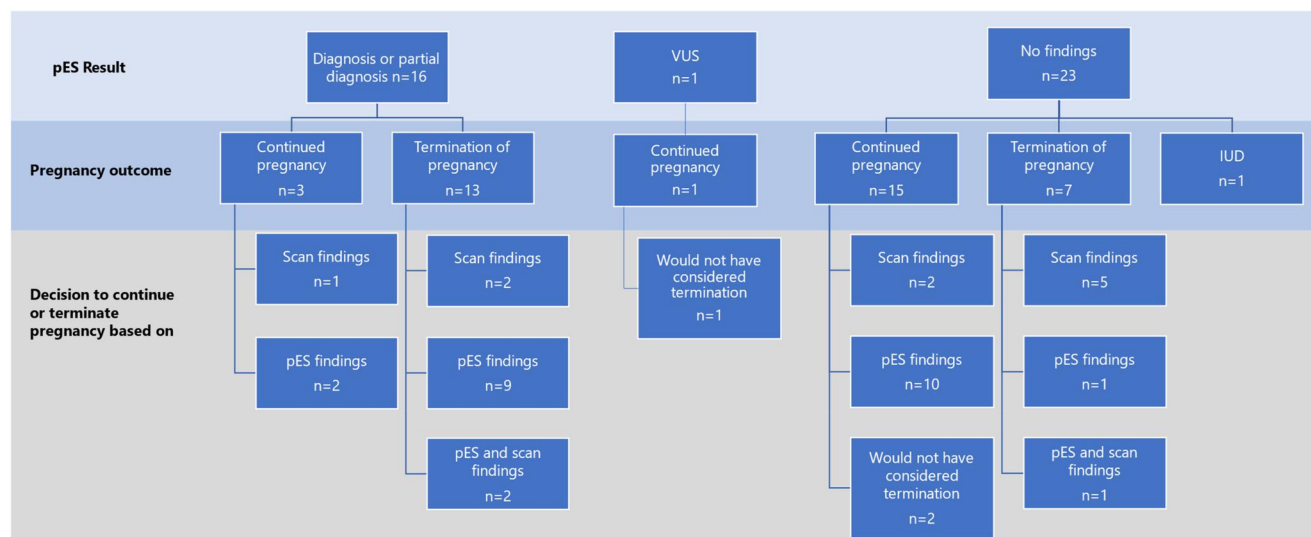 pES Result
Diagnosis or partial
diagnosis n=16
VUS
n=1
No findings
n=23
Pregnancy outcome
Continued
pregnancy
n=3
Termination of
pregnancy
n=13
Continued
pregnancy
n=1
Continued
pregnancy
n=15
Termination of
pregnancy
n=7
IUD
n=1
Decision to continue
or terminate
pregnancy based on
Scan findings
n=1
Scan findings
n=2
Would not have
considered
termination
n=1
Scan findings
n=2
Scan findings
n=5
pES findings
n=2
pES findings
n=9
pES findings
n=10
pES findings
n=1
pES and scan
findings
n=2
Would not have
considered
termination
n=2
pES and scan
findings
n=1